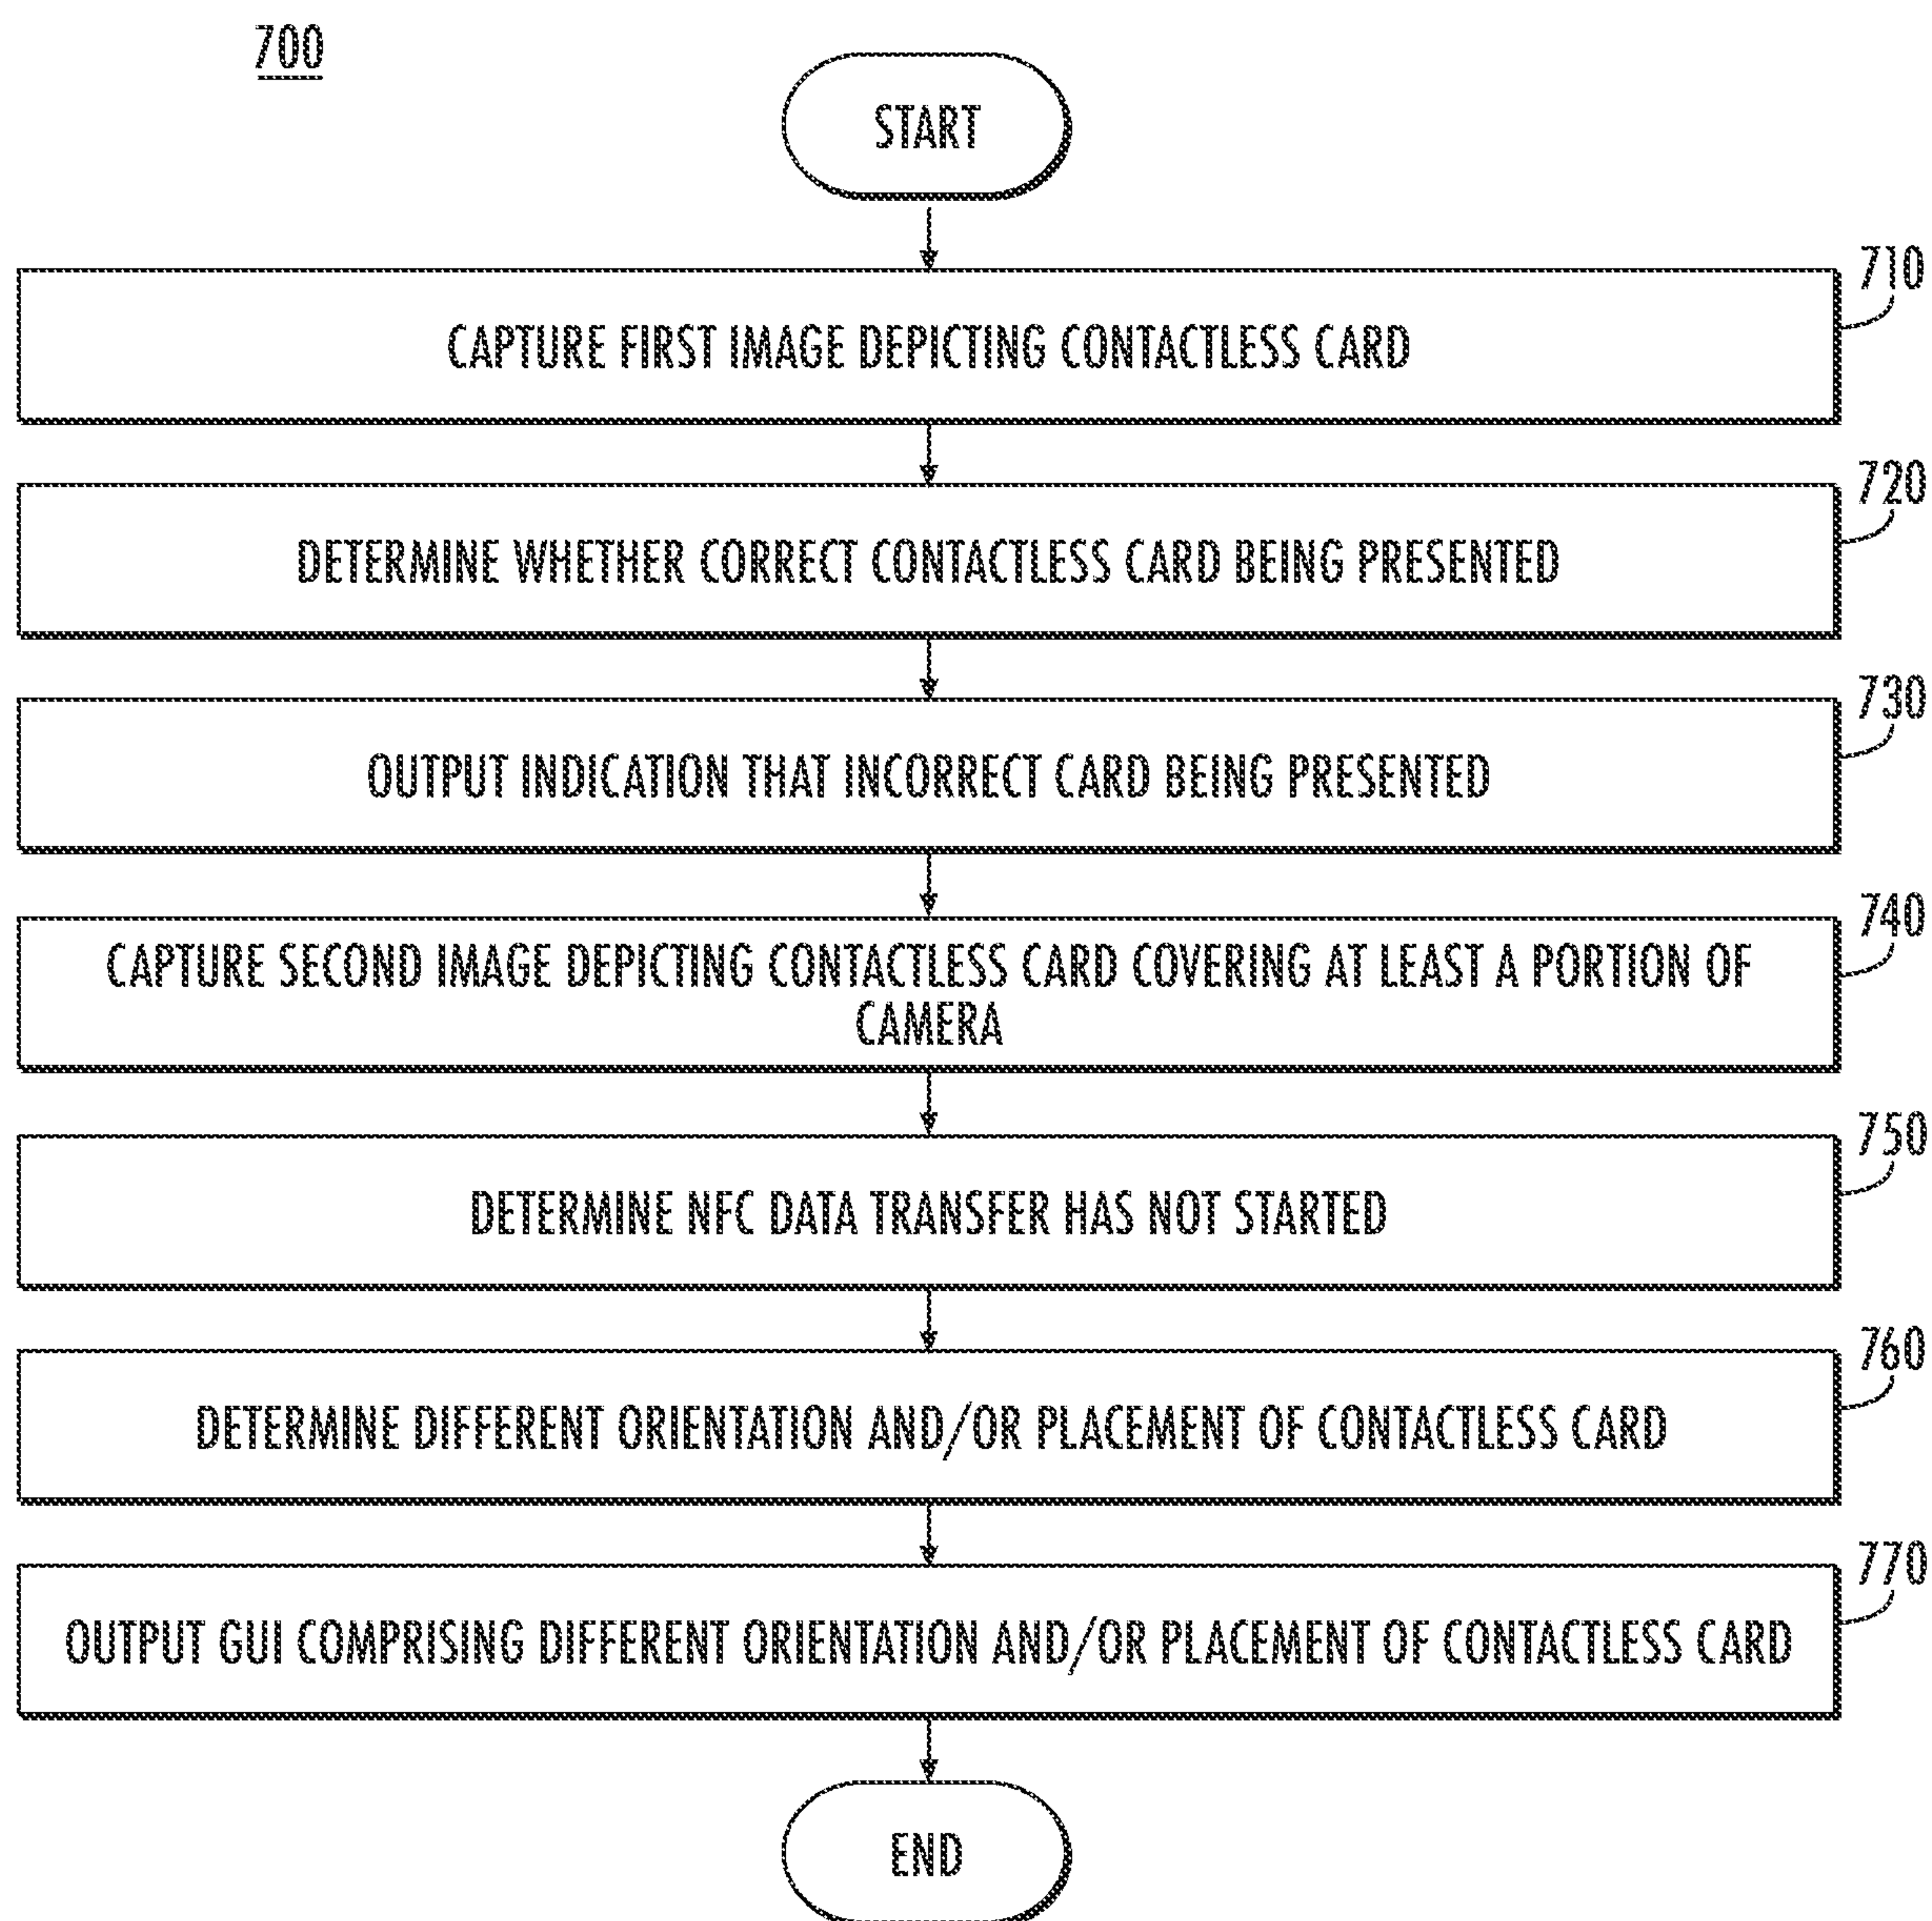 700
START
710
CAPTURE FIRST IMAGE DEPICTING CONTACTLESS CARD
720
DETERMINE WHETHER CORRECT CONTACTLESS CARD BEING PRESENTED
730
OUTPUT INDICATION THAT INCORRECT CARD BEING PRESENTED
740
CAPTURE SECOND IMAGE DEPICTING CONTACTLESS CARD COVERING AT LEAST A PORTION OF
CAMERA
750
DETERMINE NFC DATA TRANSFER HAS NOT STARTED
760
DETERMINE DIFFERENT ORIENTATION AND/OR PLACEMENT OF CONTACTLESS CARD
770
OUTPUT GUI COMPRISING DIFFERENT ORIENTATION AND/OR PLACEMENT OF CONTACTLESS CARD
END